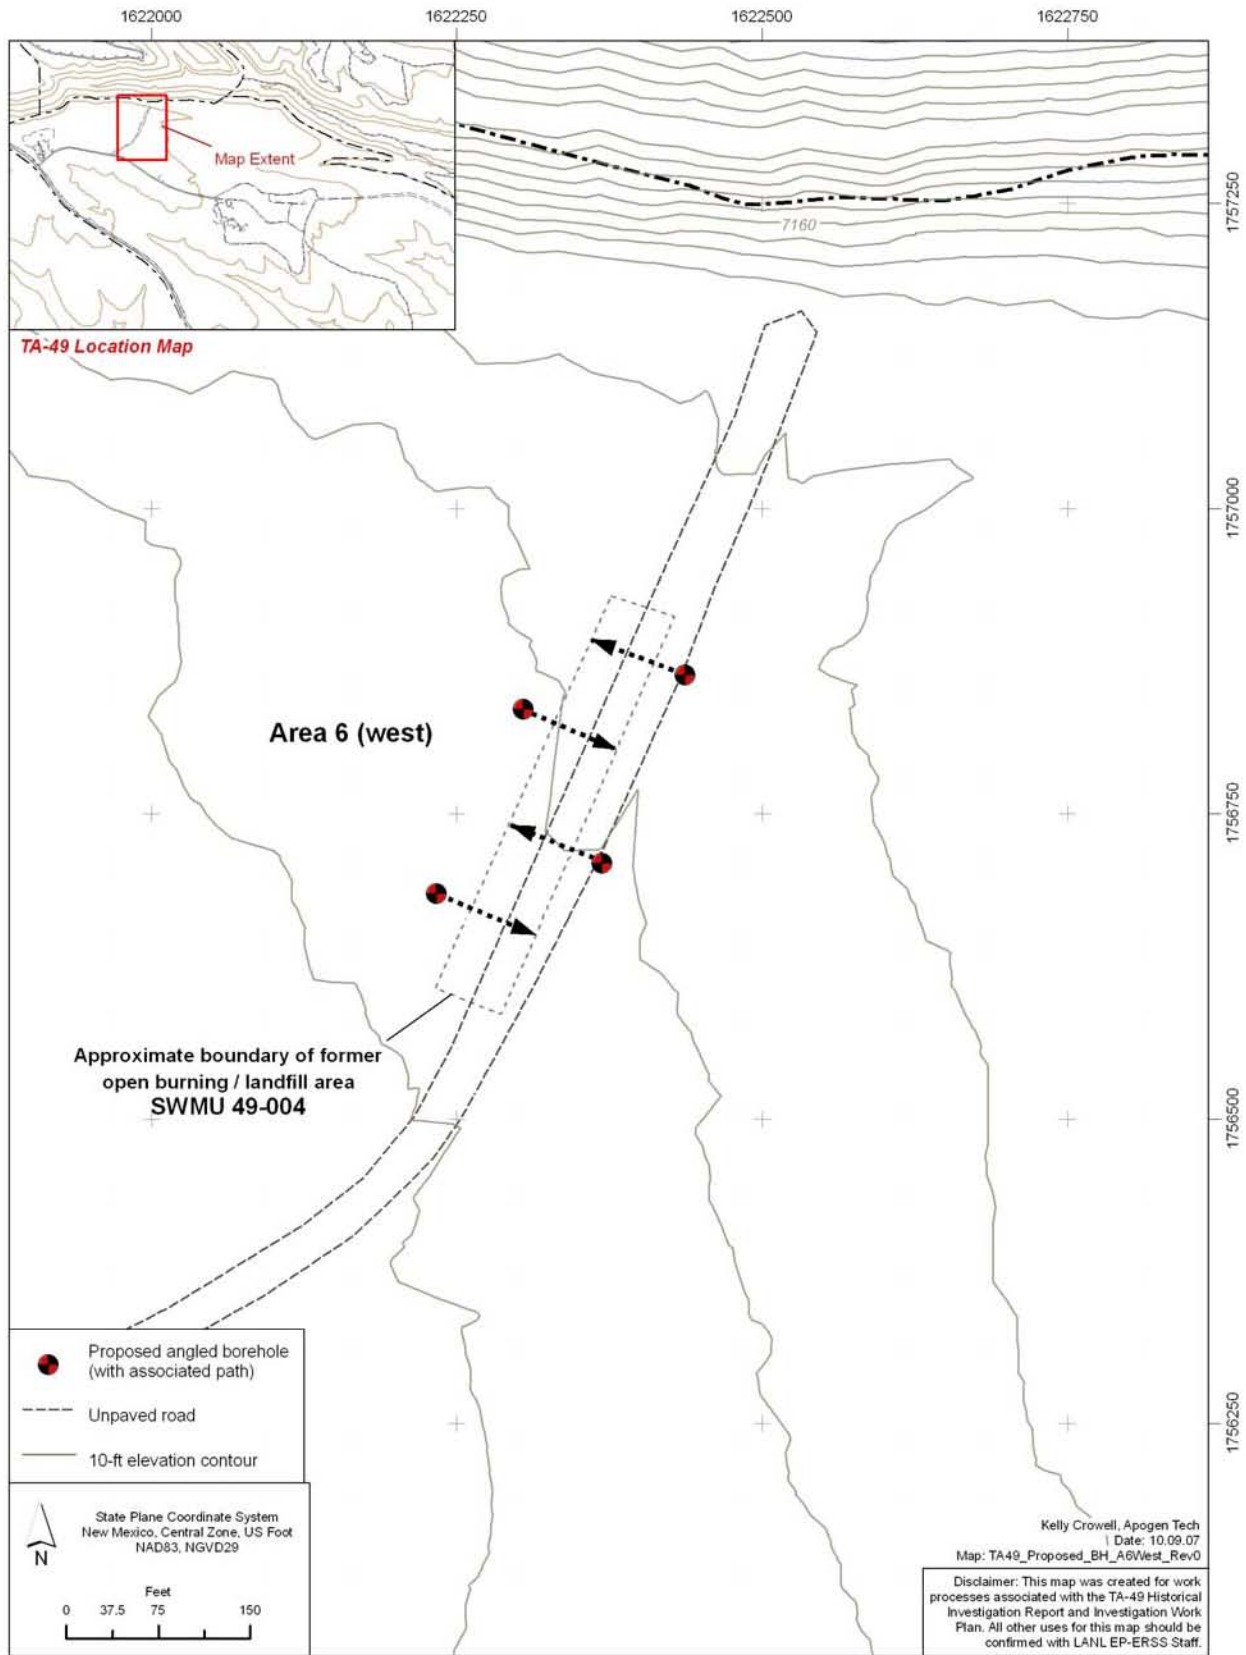 1622000
1622250
1622500
1622750
Map Extent
TA-49 Location Map
7160
1757250
1757000
Area 6 (west)
1756750
Approximate boundary of former
open burning / landfill area
SWMU 49-004
1756500
1756250
Proposed angled borehole
(with associated path)
Unpaved road
10-ft elevation contour
State Plane Coordinate System
New Mexico, Central Zone, US Foot
NAD83, NGVD29
N
Feet
0 37.5 75 150
Kelly Crowell, Apogen Tech
Date: 10.09.07
Map: TA49_Proposed_BH_A6West_Rev0
Disclaimer: This map was created for work
processes associated with the TA-49 Historical
Investigation Report and Investigation Work
Plan. All other uses for this map should be
confirmed with LANL EP-ERSS Staff.